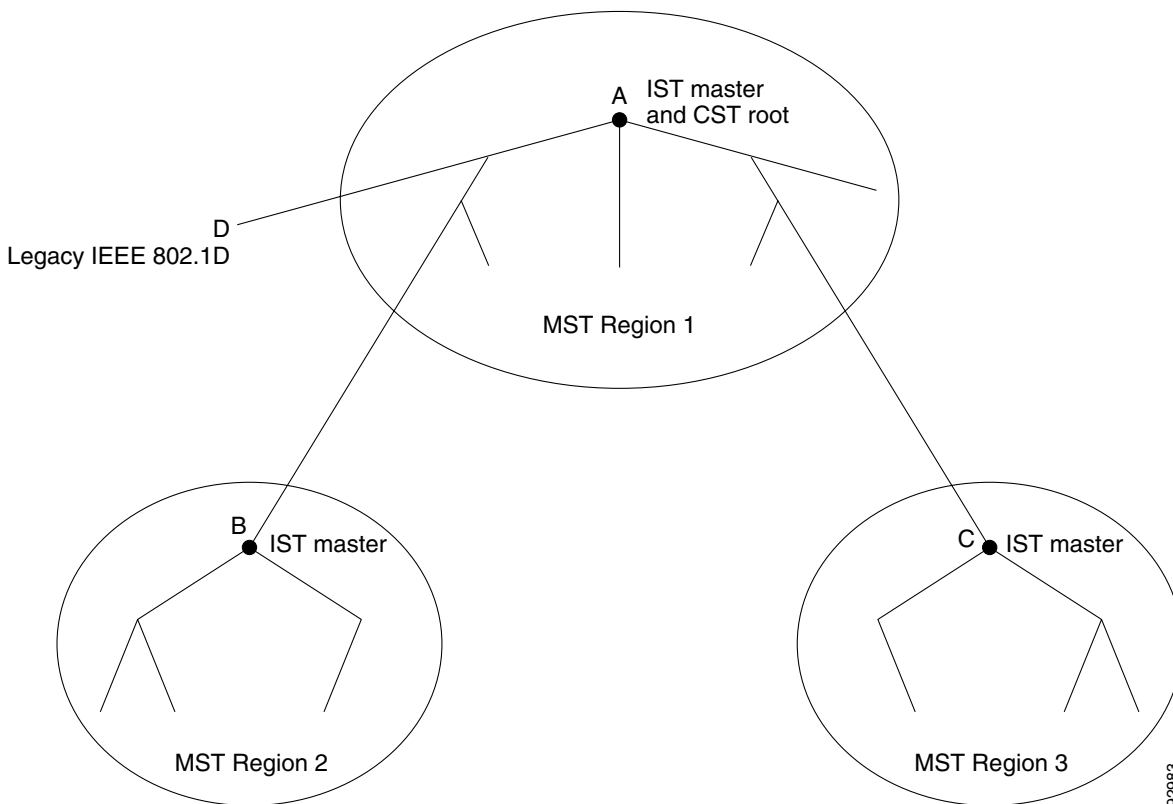 A
IST master
and CST root
D
Legacy IEEE 802.1D
MST Region 1
B
IST master
C
IST master
MST Region 2
MST Region 3